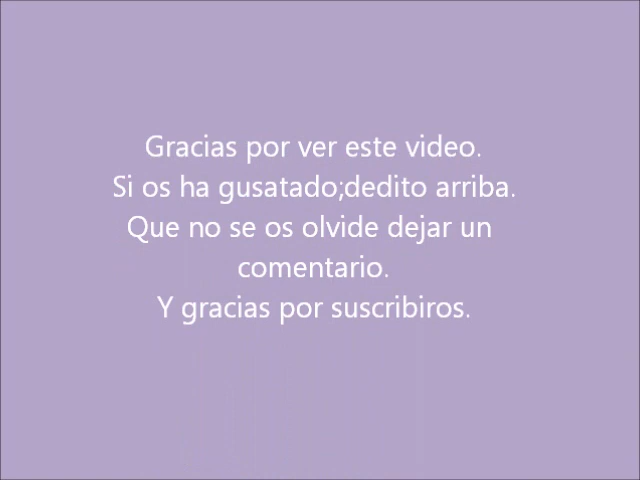 Gracias por ver este video.
Si os ha gusatado;dedito arriba.
Que no se os olvide dejar un
comentario.
Y gracias por suscribiros.